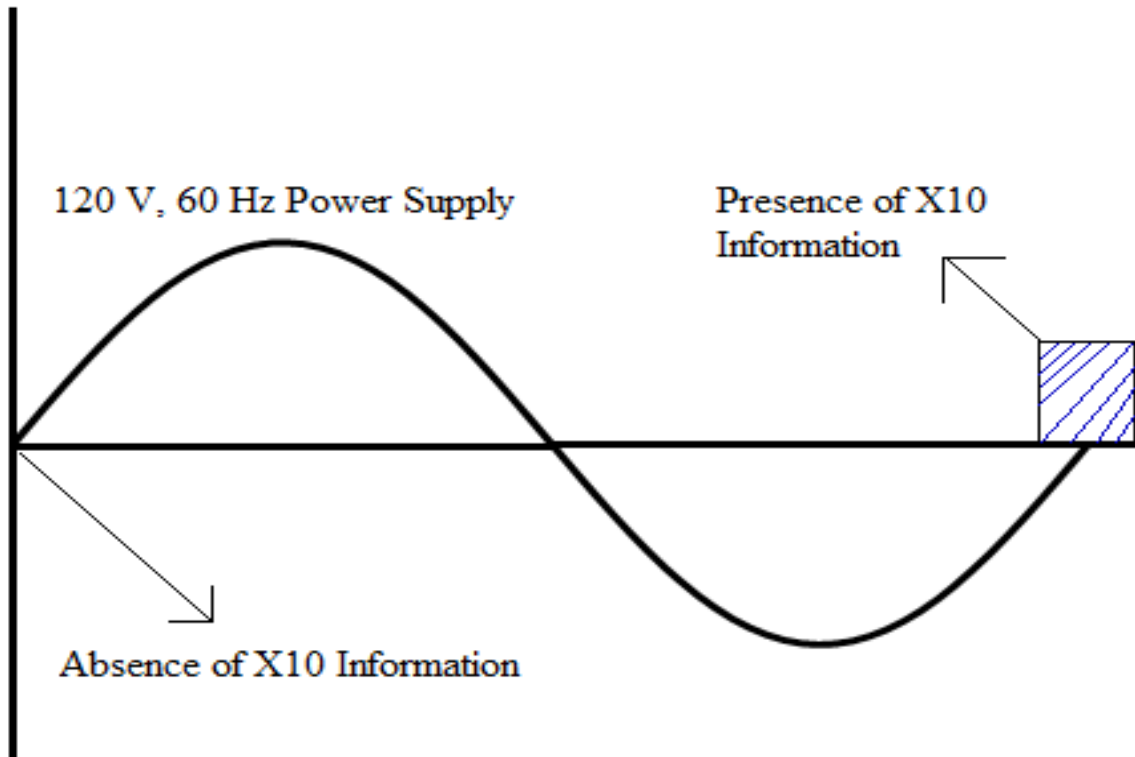 120 V, 60 Hz Power Supply
Presence of X10
Information
Absence of X10 Information